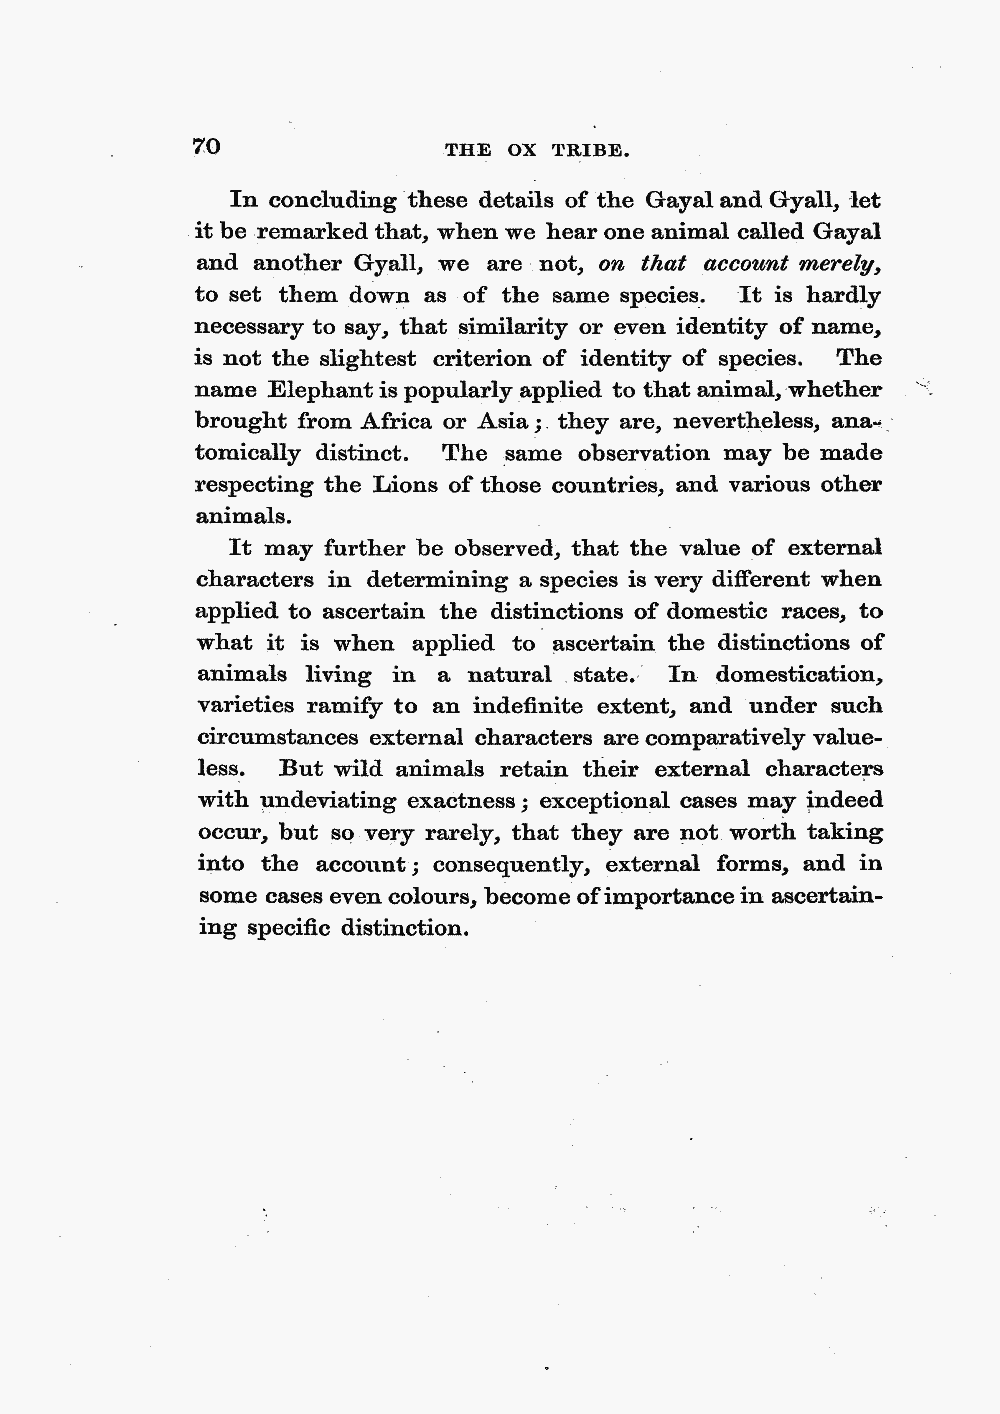 70 THE OX TRIBE.
In concluding these details of the Gayal and Gyall, let
it be remarked that, when we hear one animal called Gayal
and another Gyall, we are not, on that account merely,
to set them down as of the same species. It is hardly
necessary to say, that similarity or even identity of name,
is not the slightest criterion of identity of species. The
name Elephant is popularly applied to that animal, whether
brought from Africa or Asia; they are, nevertheless, ana-
tomically distinct. The same observation may be made
respecting the Lions of those countries, and various other
animals.
It may further be observed, that the value of external
characters in determining a species is very different when
applied to ascertain the distinctions of domestic races, to
what it is when applied to ascertain the distinctions of
animals living in a natural state. In domestication,
varieties ramify to an indefinite extent, and under such
circumstances external characters are comparatively value-
less. But wild animals retain their external characters
with undeviating exactness; exceptional cases may indeed
occur, but so very rarely, that they are not worth taking
into the account; consequently, external forms, and in
some cases even colours, become of importance in ascertain-
ing specific distinction.